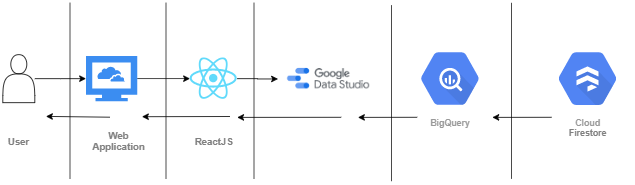 Google
Data Studio
User
Web
Application
ReactJS
BigQuery
Cloud
Firestore